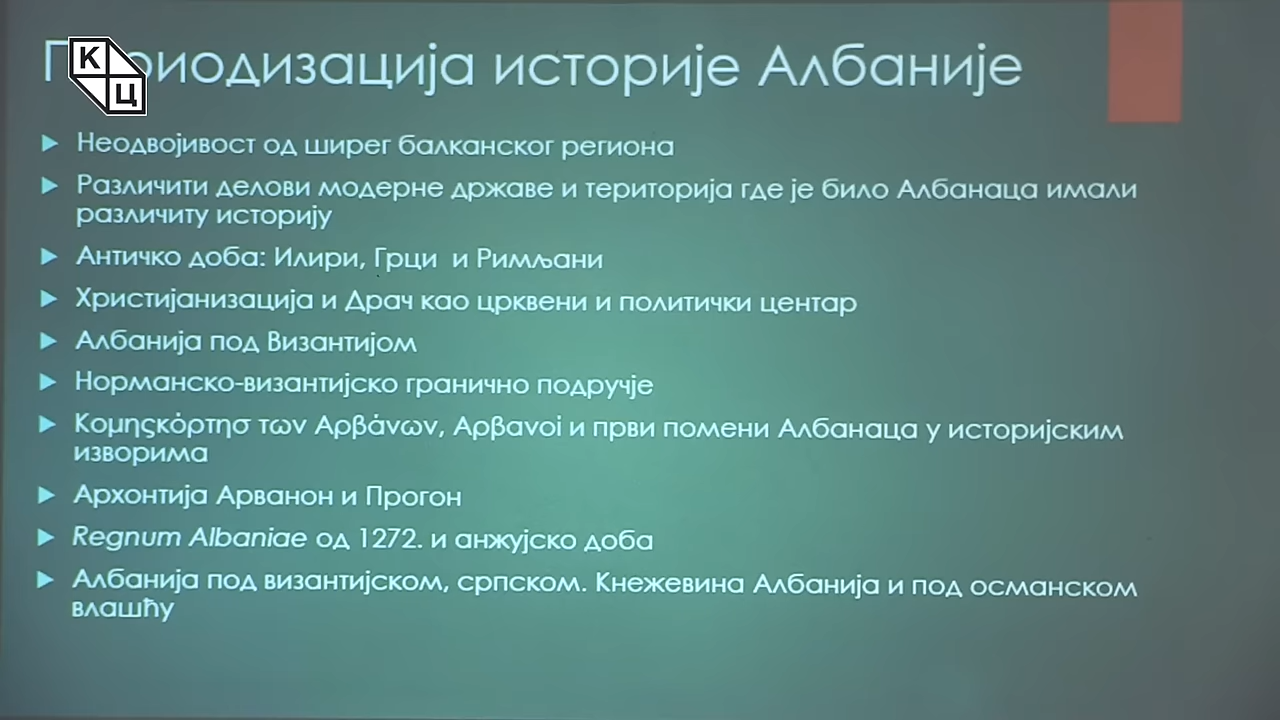 Периодизација историје Албаније
К
Ц
Неодвојивост од ширег балканског региона
Различити делови модерне државе и територија где је било Албанаца имали
различиту историју
Античко доба: Илири, Грци и Римљани
Христијанизација и Драч као црквени и политички центар
Албанија под Византијом
Норманско-византијско гранично подручје
Κομηςκόρτησ των Αρβάνων, Αρβανοί и први помени Албанаца у историјским
изворима
Архонтија Арванон и Прогон
Regnum Albaniae од 1272. и анжујско доба
Албанија под византијском, српском. Кнежевина Албанија и под османском
влашћу